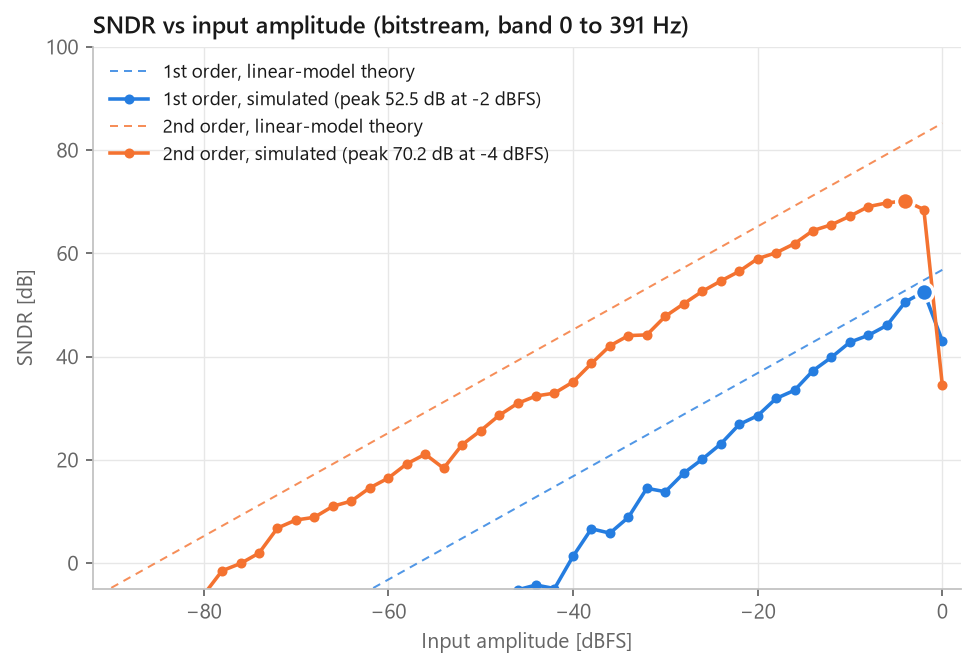 SNDR vs input amplitude (bitstream, band 0 to 391 Hz)
100
80
60
40
20
0
SNDR [dB]
1st order, linear-model theory
1st order, simulated (peak 52.5 dB at -2 dBFS)
2nd order, linear-model theory
2nd order, simulated (peak 70.2 dB at -4 dBFS)
−80
−60
−40
−20
0
Input amplitude [dBFS]